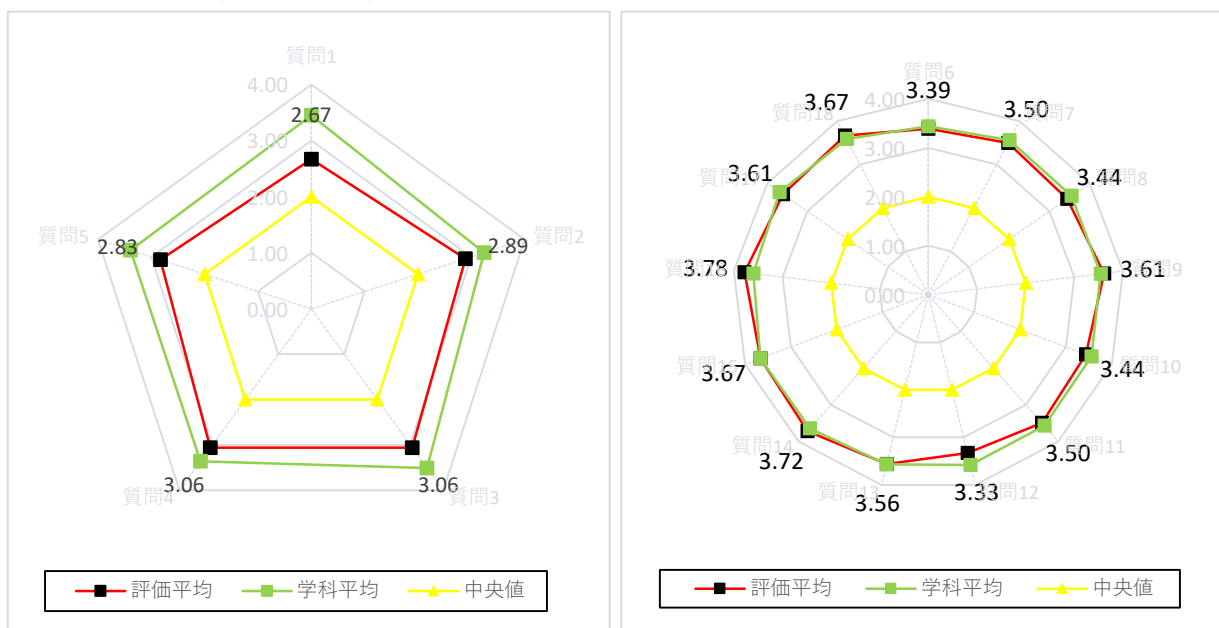 質問1
4.00
2.67
3.00
2.00
質問5
2.83
質問2
2.89
1.00
0.00
質問4
3.06
質問3
3.06
評価平均
学科平均
中央値
質問6
3.39
4.00
質問18
3.67
3.50
質問7
3.00
質問17
3.61
質問8
3.44
2.00
1.00
3.78
質問9
3.61
0.00
質問15
3.67
質問10
3.44
質問14
3.72
質問11
3.50
質問13
3.56
質問12
3.33
評価平均
学科平均
中央値